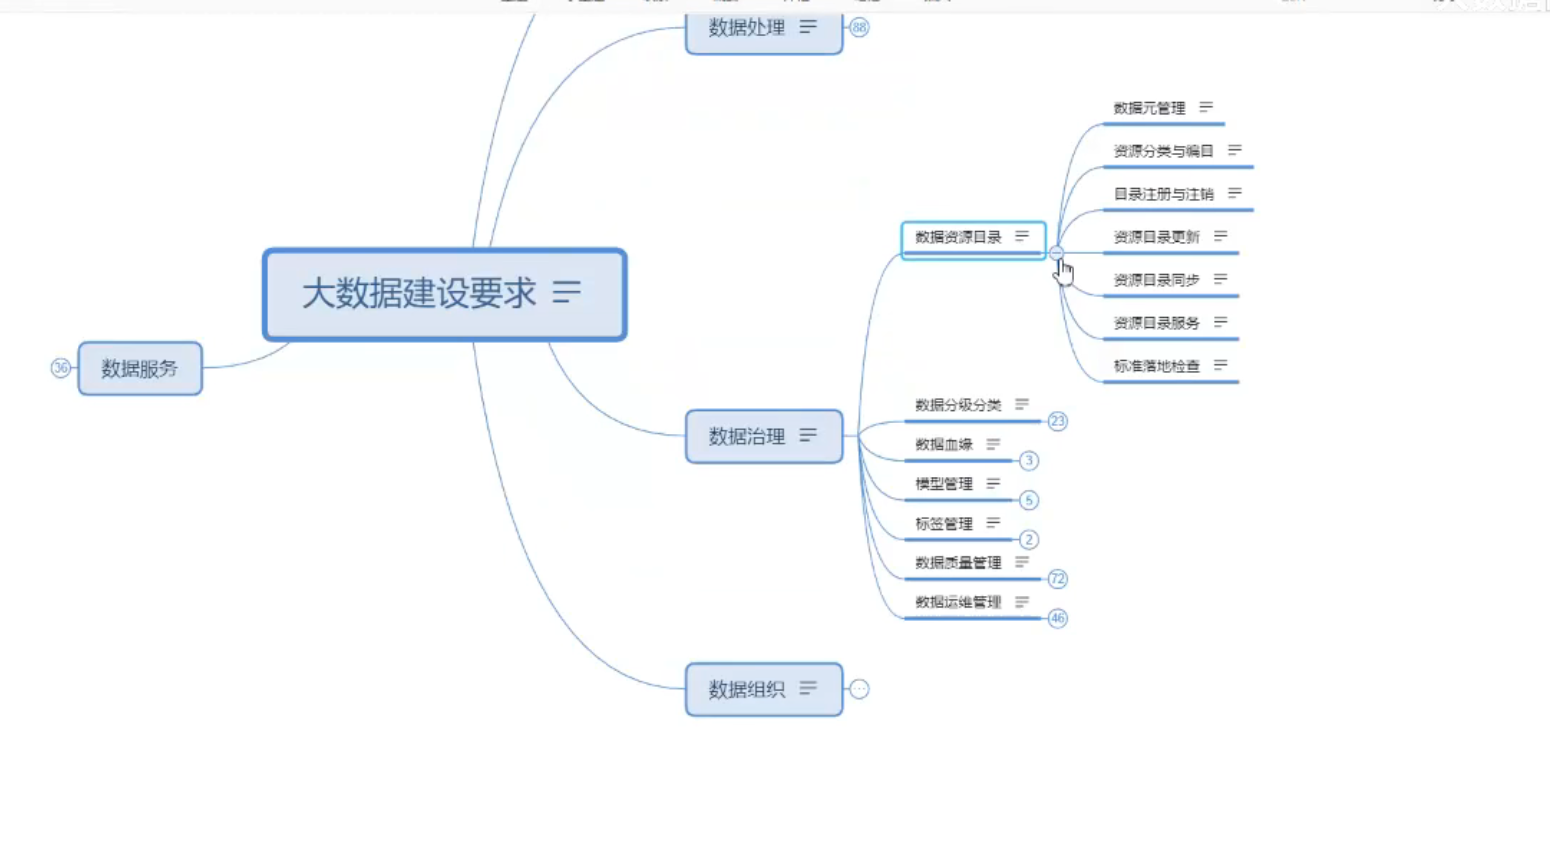 数据处理
88
数据元管理
资源分类与编目
目录注册与注销
数据资源目录
资源目录更新
资源目录同步
资源目录服务
标准落地检查
大数据建设要求
36
数据服务
数据治理
数据分级分类
23
数据血缘
3
模型管理
5
标签管理
2
数据质量管理
72
数据运维管理
46
数据组织